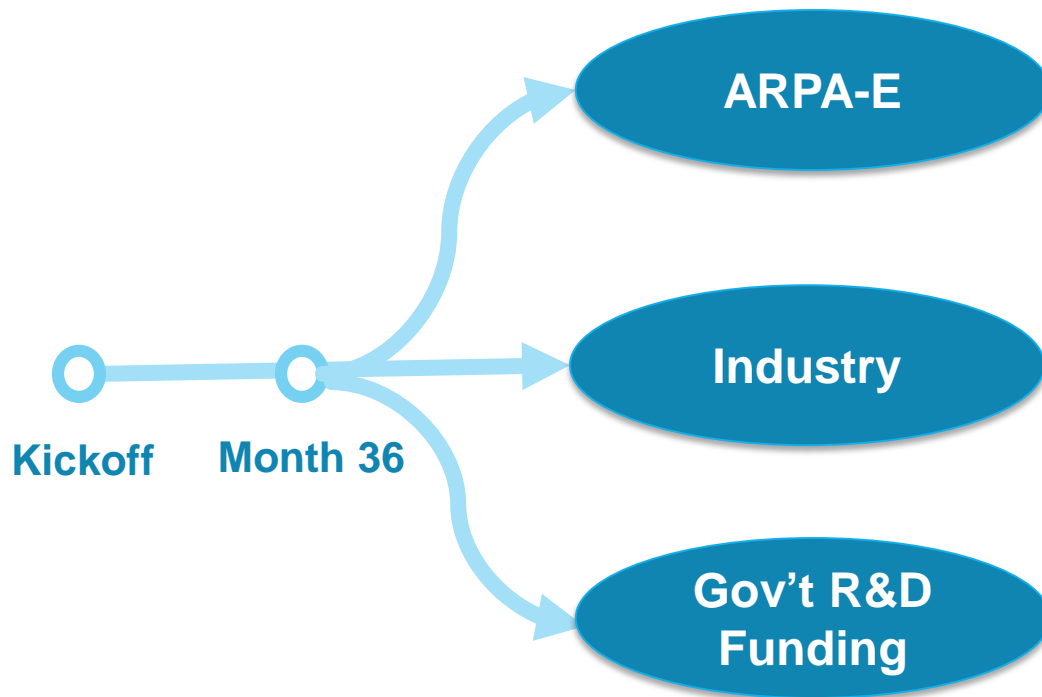 ARPA-E
Industry
Kickoff
Month 36
Gov’t R&D
Funding